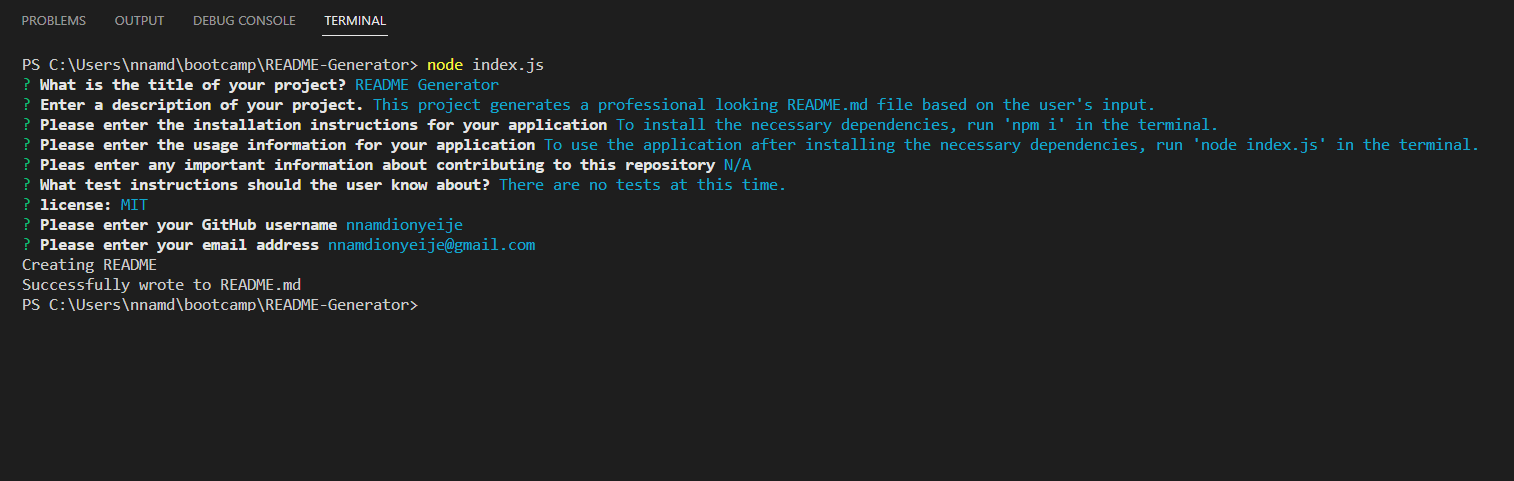 PROBLEMS OUTPUT DEBUG CONSOLE TERMINAL
PS C:\Users\nnamd\bootcamp\README-Generator> node index.js
? What is the title of your project? README Generator
? Enter a description of your project. This project generates a professional looking README.md file based on the user's input.
? Please enter the installation instructions for your application To install the necessary dependencies, run 'npm i' in the terminal.
? Please enter the usage information for your application To use the application after installing the necessary dependencies, run 'node index.js' in the terminal.
? Pleas enter any important information about contributing to this repository N/A
? What test instructions should the user know about? There are no tests at this time.
? license: MIT
? Please enter your GitHub username nnamdionyeije
? Please enter your email address nnamdionyeije@gmail.com
Creating README
Successfully wrote to README.md
PS C:\Users\nnamd\bootcamp\README-Generator>